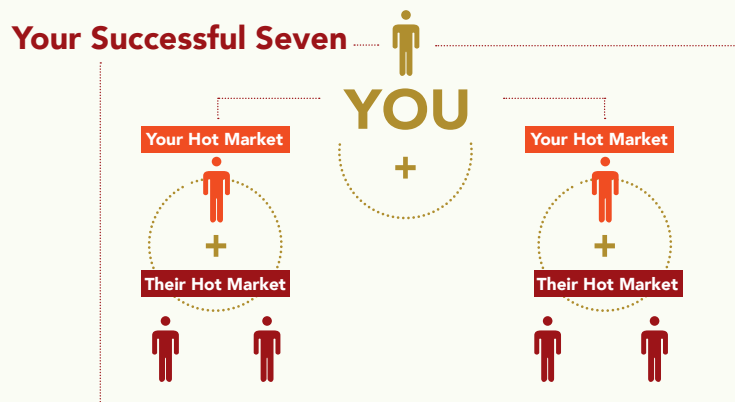 Your Successful Seven
YOU
Your Hot Market
Your Hot Market
+
+
+
Their Hot Market
Their Hot Market